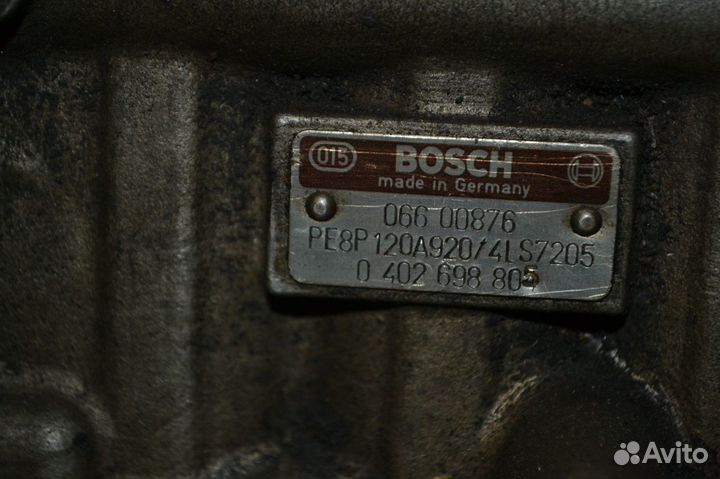 015 BOSCH
made in Germany
066 00876
PE8P120A920/4LS7205
0 402 698 805
Avito